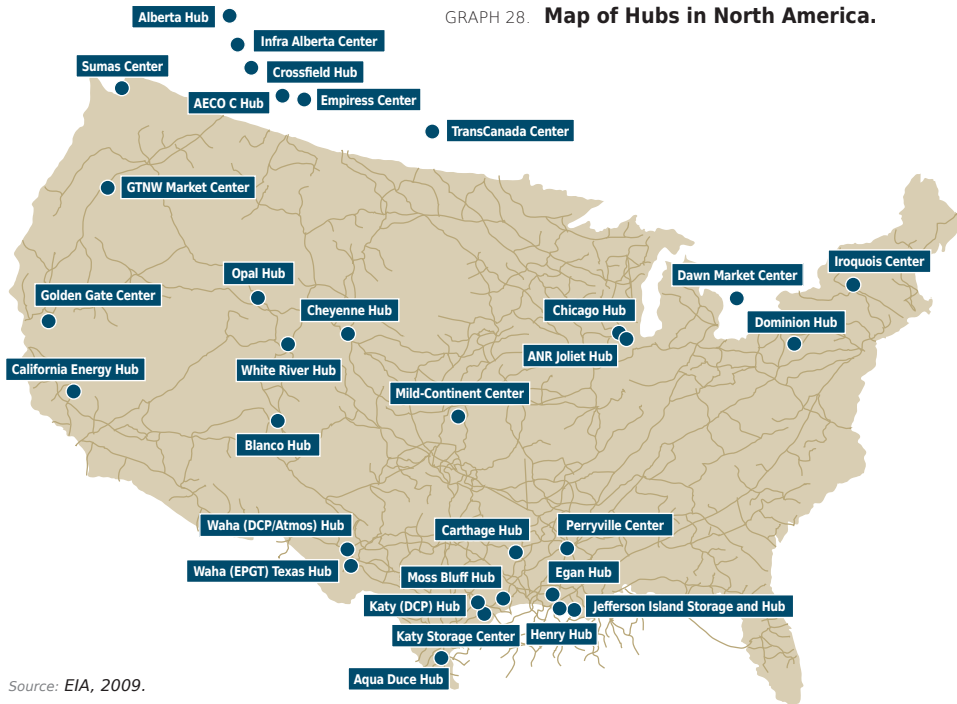 GRAPH 28. Map of Hubs in North America.
Alberta Hub
Infra Alberta Center
Sumas Center
Crossfield Hub
AECO C Hub
Empiress Center
TransCanada Center
GTNW Market Center
Iroquois Center
Opal Hub
Dawn Market Center
Golden Gate Center
Cheyenne Hub
Chicago Hub
Dominion Hub
ANR Joliet Hub
California Energy Hub
White River Hub
Mild-Continent Center
Blanco Hub
Waha (DCP/Atmos) Hub
Carthage Hub
Perryville Center
Waha (EPGT) Texas Hub
Moss Bluff Hub
Egan Hub
Katy (DCP) Hub
Jefferson Island Storage and Hub
Katy Storage Center
Henry Hub
Aqua Duce Hub
Source: EIA, 2009.